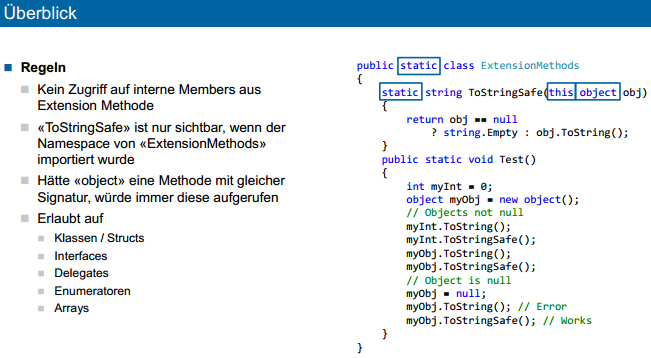 Überblick
Regeln
Kein Zugriff auf interne Members aus
Extension Methode
«ToStringSafe» ist nur sichtbar, wenn der
Namespace von «ExtensionMethods»
importiert wurde
Hätte «object» eine Methode mit gleicher
Signatur, würde immer diese aufgerufen
Erlaubt auf
Klassen / Structs
Interfaces
Delegates
Enumeratoren
Arrays
public static class ExtensionMethods
{
static string ToStringSafe(this object obj)
{
return obj == null
? string.Empty : obj.ToString();
}
public static void Test()
{
int myInt = 0;
object myObj = new object();
// Objects not null
myInt.ToString();
myInt.ToStringSafe();
myObj.ToString();
myObj.ToStringSafe();
// Object is null
myObj = null;
myObj.ToString(); // Error
myObj.ToStringSafe(); // Works
}
}